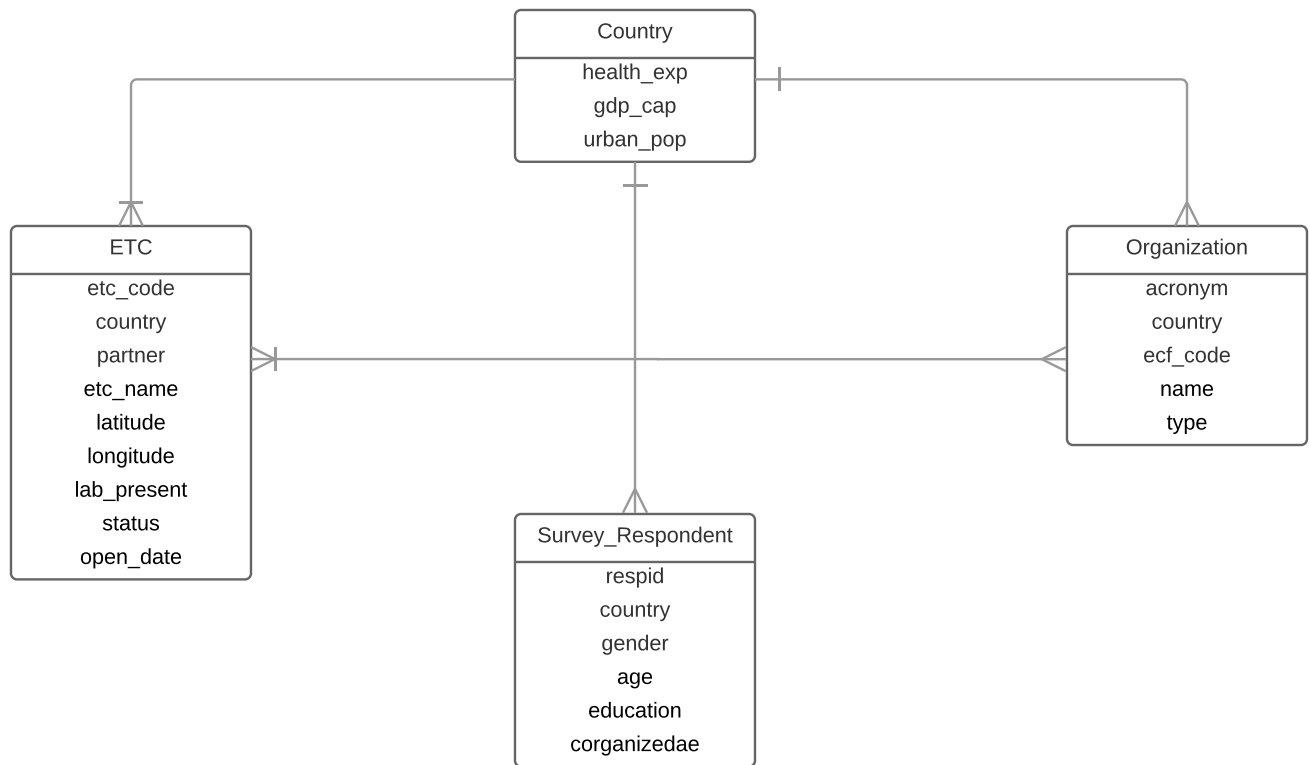 Country
health_exp
gdp_cap
urban_pop
ETC
etc_code
country
partner
etc_name
latitude
longitude
lab_present
status
open_date
Organization
acronym
country
ecf_code
name
type
Survey_Respondent
respid
country
gender
age
education
corganizedae